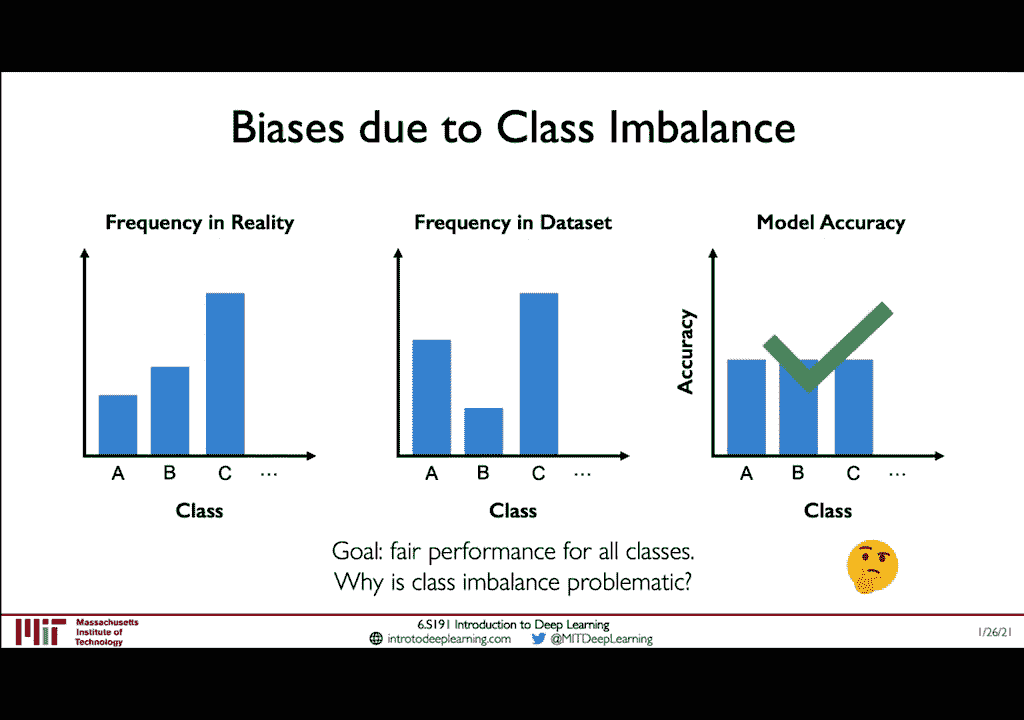 Biases due to Class Imbalance
Frequency in Reality
A B C ...
Class
Frequency in Dataset
A B C ...
Class
Model Accuracy
Accuracy
A B C ...
Class
Goal: fair performance for all classes.
Why is class imbalance problematic?
Massachusetts
Institute of
Technology
6.S191 Introduction to Deep Learning
introtodeeplearning.com @MITDeepLearning
1/26/21